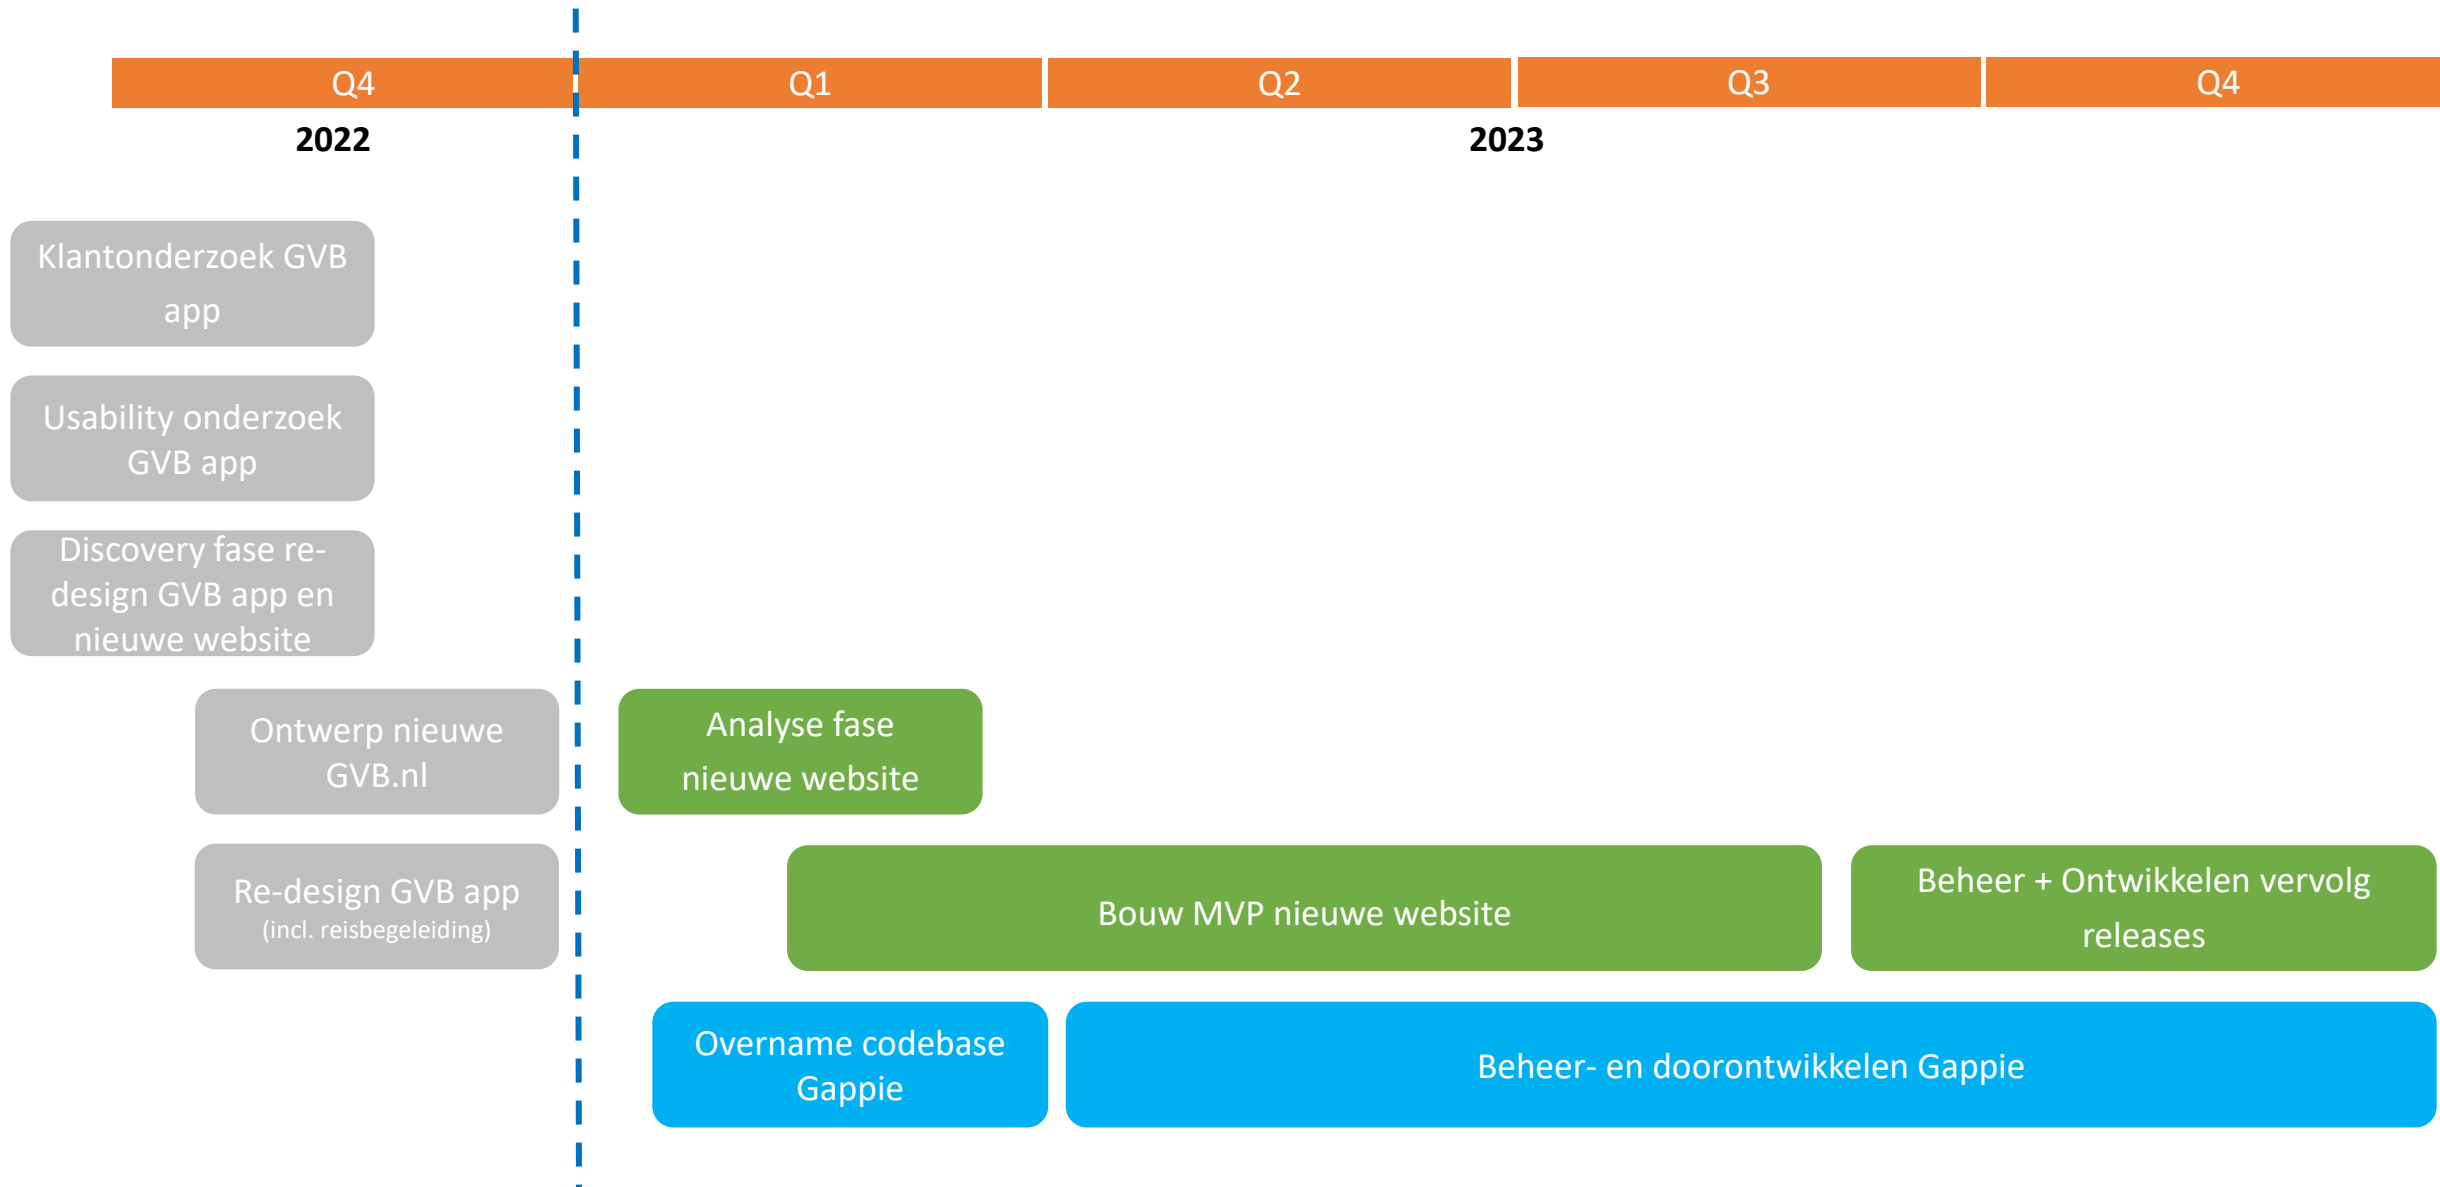 Q4 Q1 Q2 Q3 Q4
2022 2023
Klantonderzoek GVB
app
Usability onderzoek
GVB app
Discovery fase re-
design GVB app en
nieuwe website
Ontwerp nieuwe
GVB.nl
Analyse fase
nieuwe website
Re-design GVB app
(incl. reisbegeleiding)
Bouw MVP nieuwe website
Beheer + Ontwikkelen vervolg
releases
Overname codebase
Gappie
Beheer- en doorontwikkelen Gappie